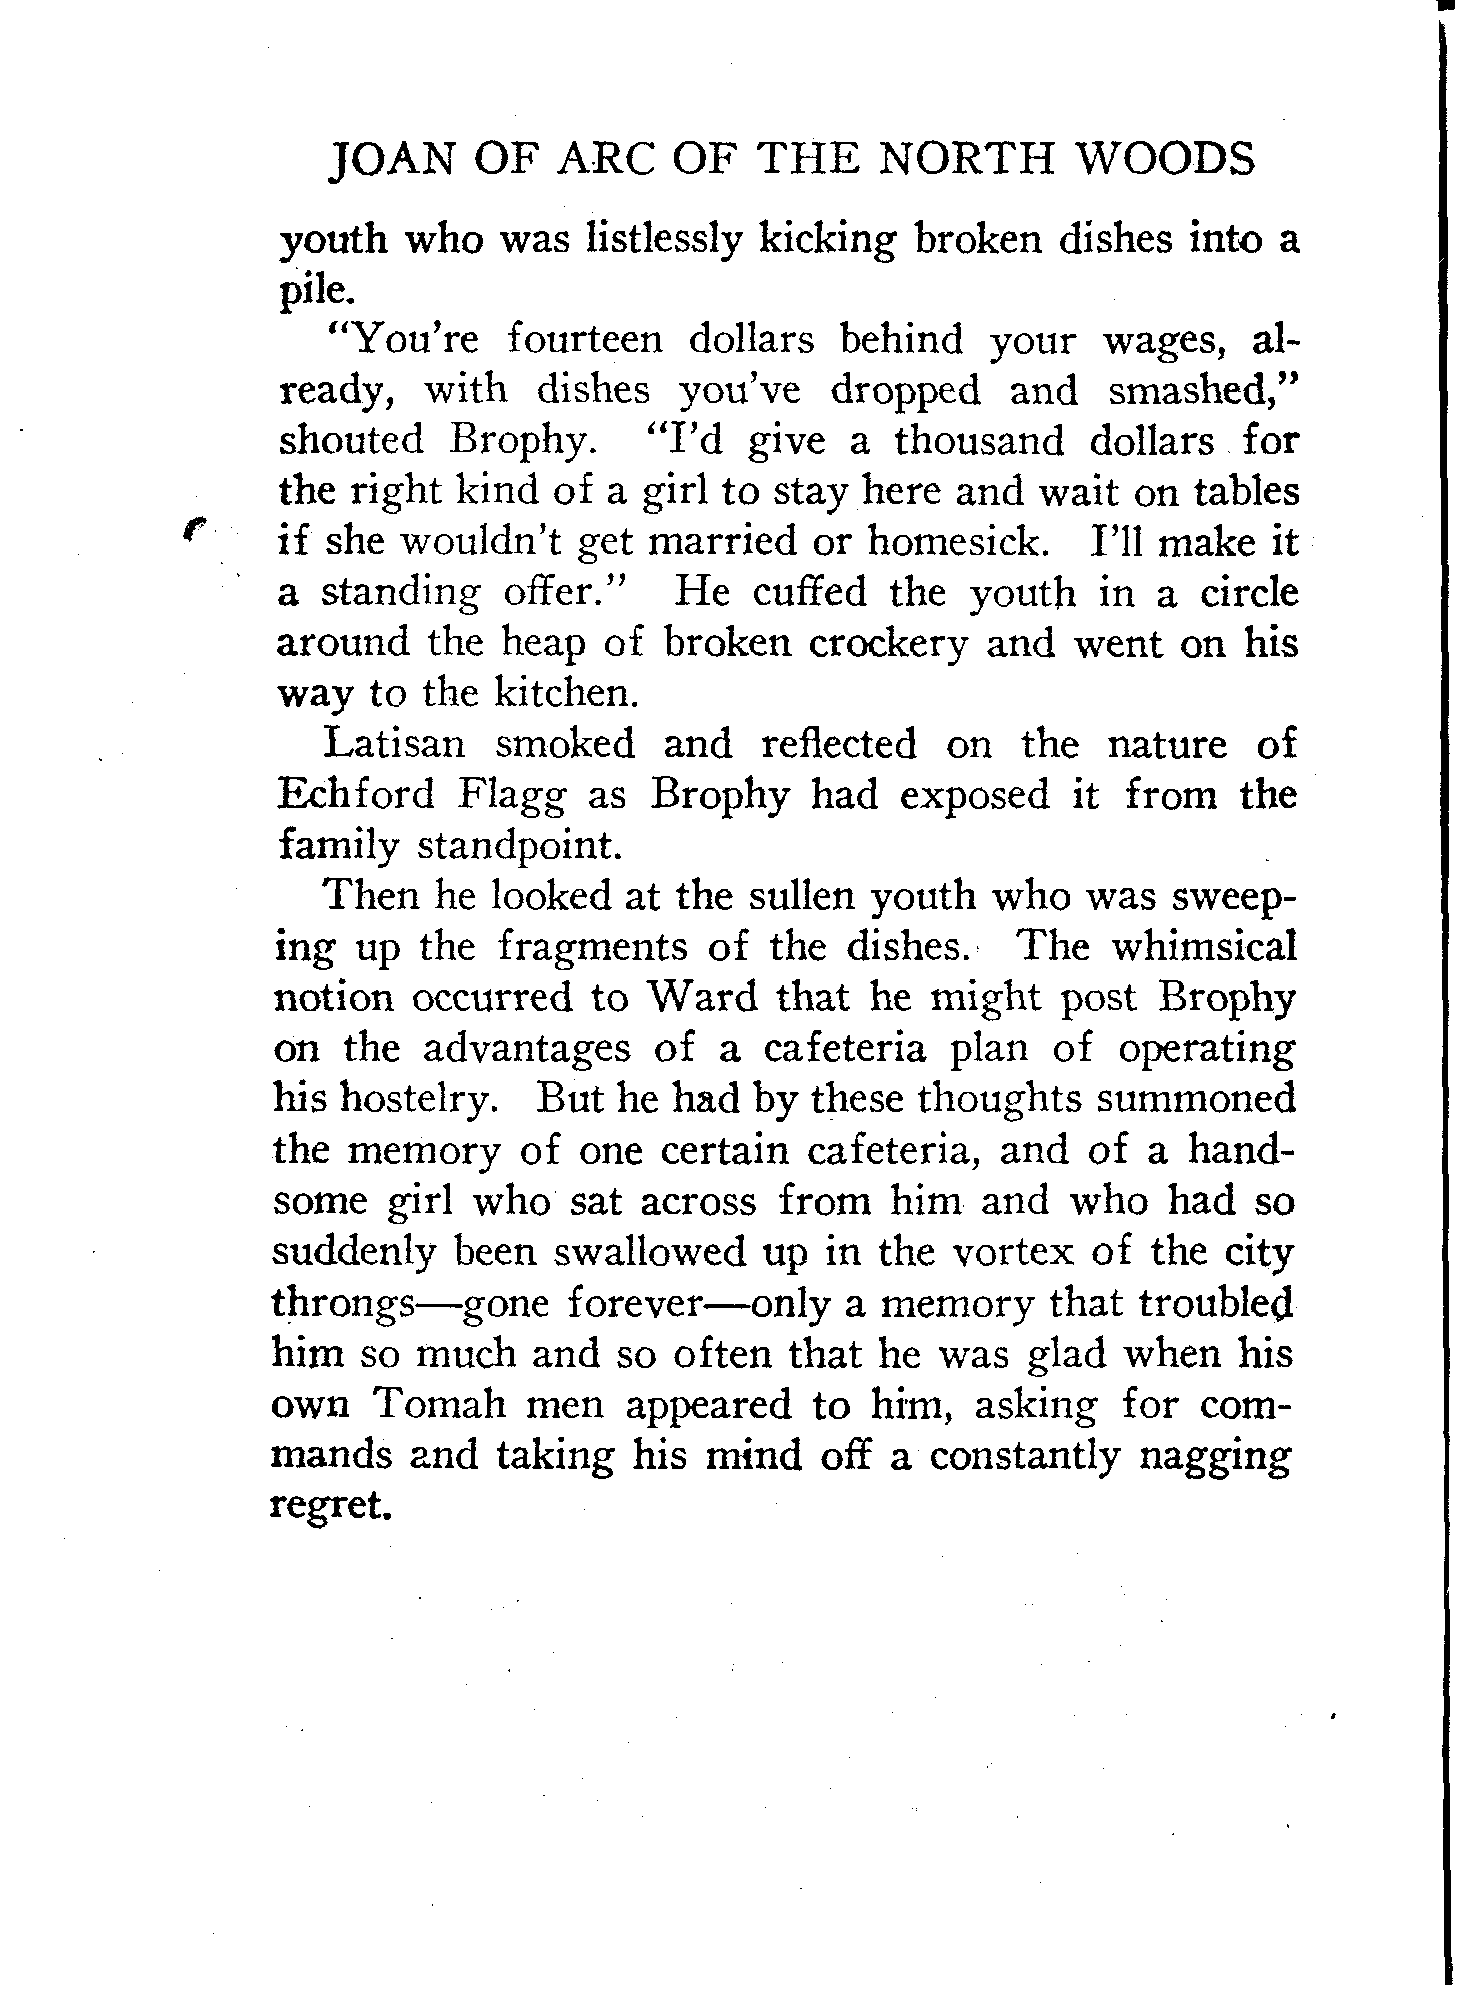 JOAN OF ARC OF THE NORTH WOODS
youth who was listlessly kicking broken dishes into a
pile.
"You're fourteen dollars behind your wages, al-
ready, with dishes you've dropped and smashed,"
shouted Brophy. "I'd give a thousand dollars for
the right kind of a girl to stay here and wait on tables
if she wouldn't get married or homesick. I'll make it
a standing offer." He cuffed the youth in a circle
around the heap of broken crockery and went on his
way to the kitchen.
Latisan smoked and reflected on the nature of
Echford Flagg as Brophy had exposed it from the
family standpoint.
Then he looked at the sullen youth who was sweep-
ing up the fragments of the dishes. The whimsical
notion occurred to Ward that he might post Brophy
on the advantages of a cafeteria plan of operating
his hostelry. But he had by these thoughts summoned
the memory of one certain cafeteria, and of a hand-
some girl who sat across from him and who had so
suddenly been swallowed up in the vortex of the city
throngs—gone forever—only a memory that troubled
him so much and so often that he was glad when his
own Tomah men appeared to him, asking for com-
mands and taking his mind off a constantly nagging
regret.